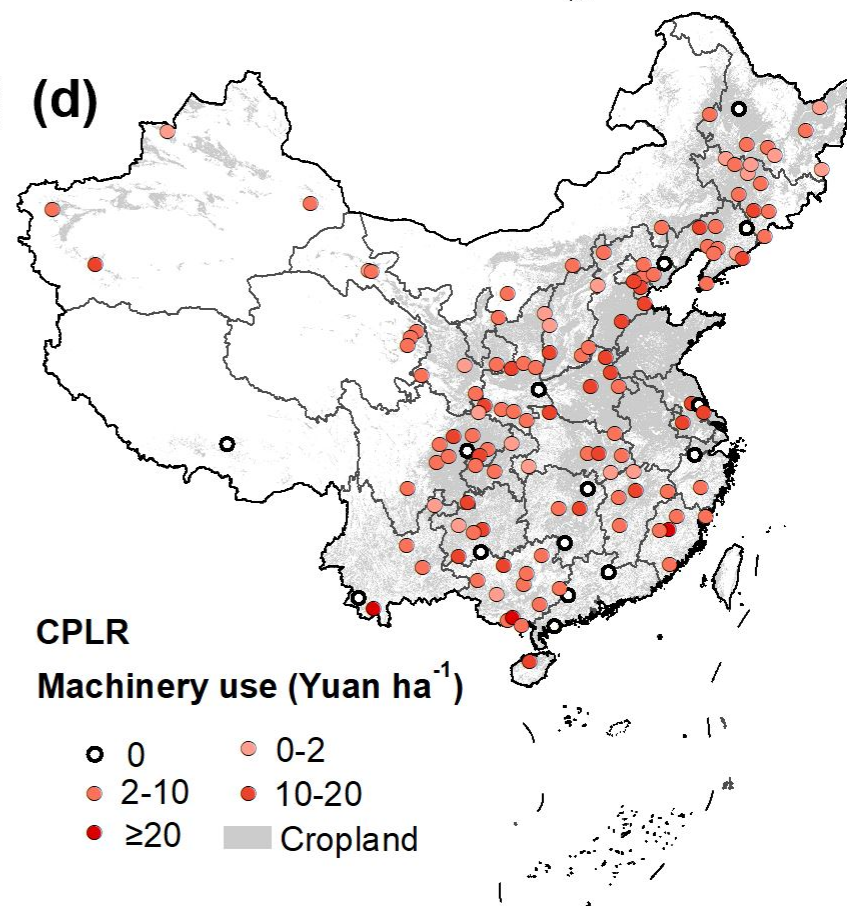 (d)
CPLR
Machinery use (Yuan ha⁻¹)
0 0-2
2-10 10-20
≥20 Cropland